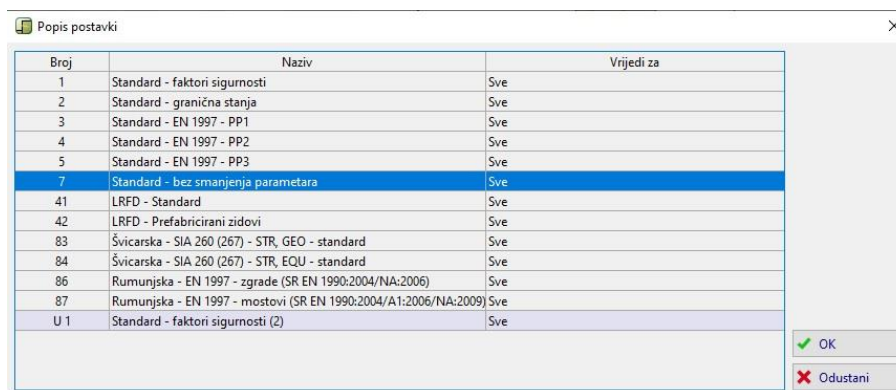 Popis postavki
Broj Naziv Vrijedi za
1 Standard - faktori sigurnosti Sve
2 Standard - granična stanja Sve
3 Standard - EN 1997 - PP1 Sve
4 Standard - EN 1997 - PP2 Sve
5 Standard - EN 1997 - PP3 Sve
7 Standard - bez smanjenja parametara Sve
41 LRFD - Standard Sve
42 LRFD - Prefabricirani zidovi Sve
83 Švicarska - SIA 260 (267) - STR, GEO - standard Sve
84 Švicarska - SIA 260 (267) - STR, EQU - standard Sve
86 Rumunjska - EN 1997 - zgrade (SR EN 1990:2004/NA:2006) Sve
87 Rumunjska - EN 1997 - mostovi (SR EN 1990:2004/A1:2006/NA:2009) Sve
U 1 Standard - faktori sigurnosti (2) Sve
OK
Odustani